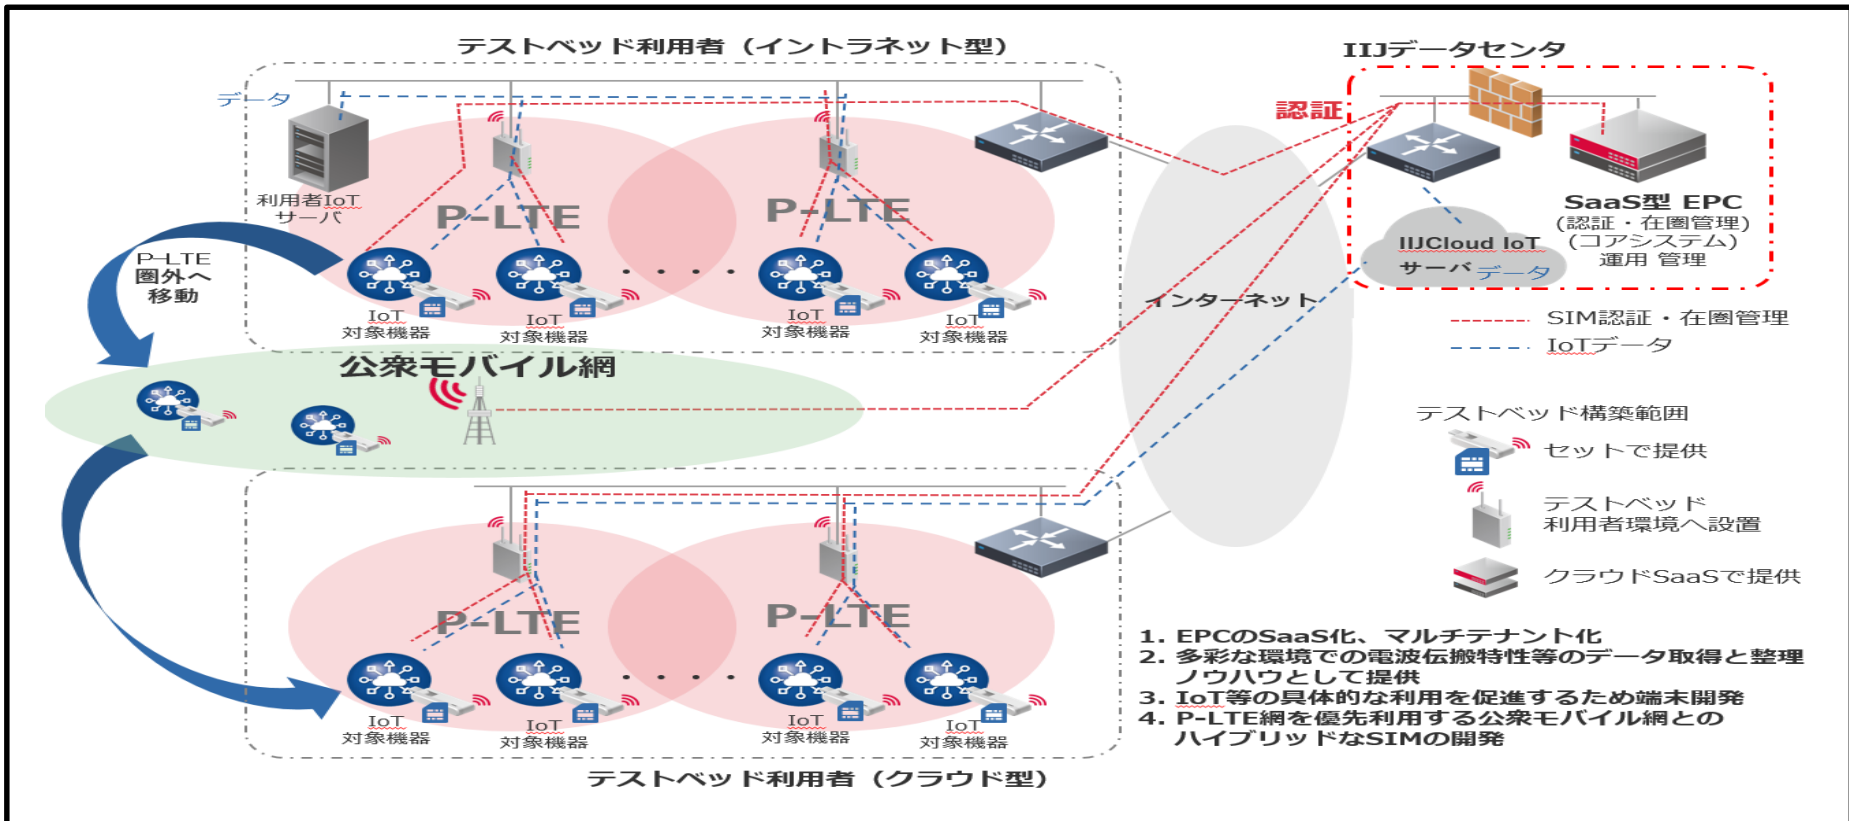 テストベッド利用者（イントラネット型）
データ
利用者IoT
サーバ
P-LTE
P-LTE
P-LTE
圏外へ
移動
IoT
対象機器
IoT
対象機器
・・・・
IoT
対象機器
IoT
対象機器
公衆モバイル網
P-LTE
P-LTE
IoT
対象機器
IoT
対象機器
・・・・
IoT
対象機器
IoT
対象機器
テストベッド利用者（クラウド型）
インターネット
IIJデータセンタ
認証
SaaS型 EPC
(認証・在圏管理)
(コアシステム)
運用 管理
IIJCloud IoT
サーバ データ
SIM認証・在圏管理
IoTデータ
テストベッド構築範囲
セットで提供
テストベッド
利用者環境へ設置
クラウドSaaSで提供
1. EPCのSaaS化、マルチテナント化
2. 多彩な環境での電波伝搬特性等のデータ取得と整理
ノウハウとして提供
3. IoT等の具体的な利用を促進するため端末開発
4. P-LTE網を優先利用する公衆モバイル網との
ハイブリッドなSIMの開発